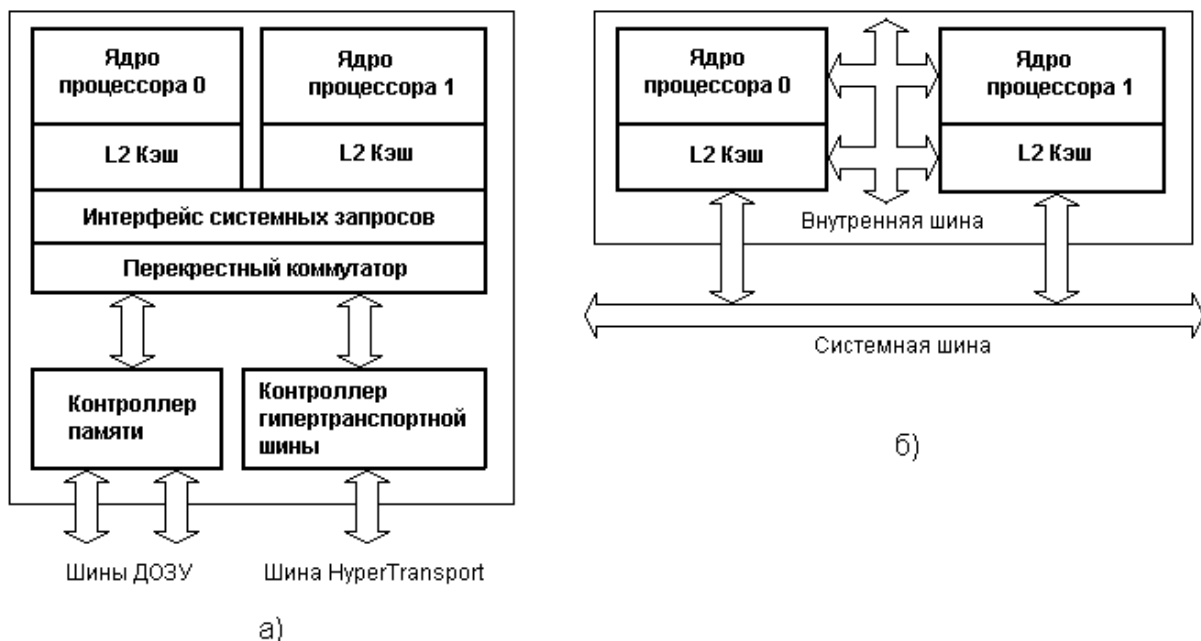 Ядро
процессора 0
Ядро
процессора 1
L2 Кэш
L2 Кэш
Интерфейс системных запросов
Перекрестный коммутатор
Контроллер
памяти
Контроллер
гипертранспортной
шины
Шины ДОЗУ
Шина HyperTransport
а)
Ядро
процессора 0
Ядро
процессора 1
L2 Кэш
L2 Кэш
Внутренняя шина
Системная шина
б)